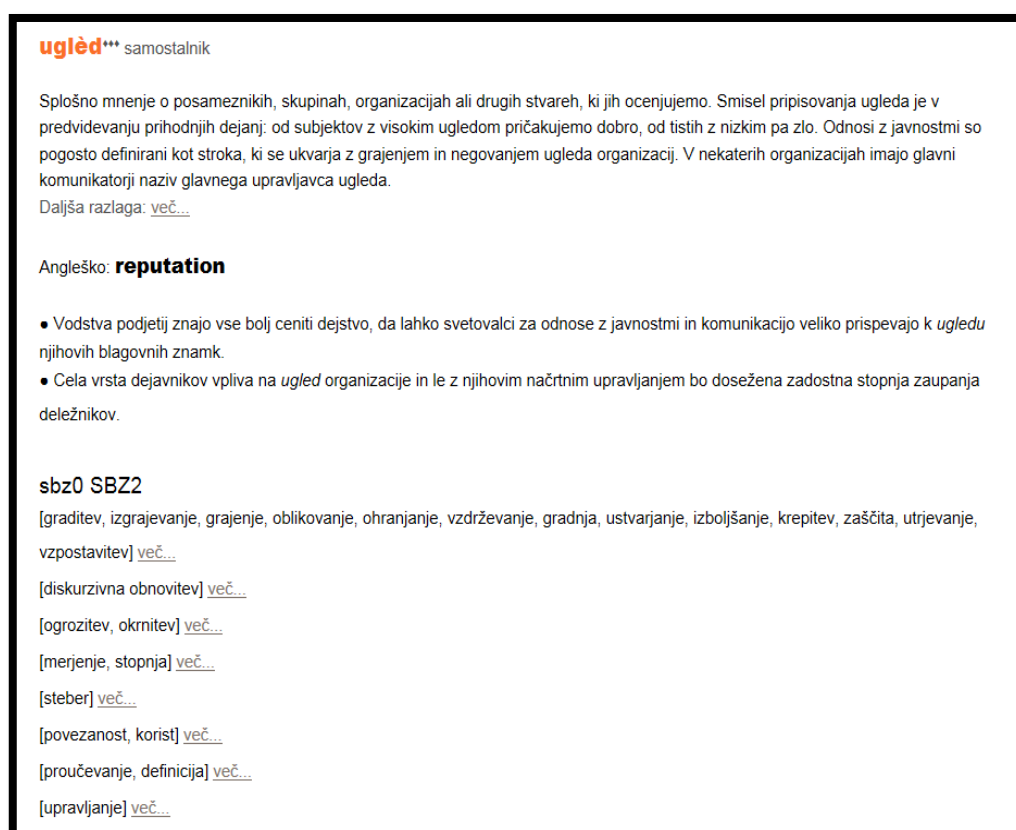 uglèd♦♦♦ samostalnik
Splošno mnenje o posameznikih, skupinah, organizacijah ali drugih stvareh, ki jih ocenjujemo. Smisel pripisovanja ugleda je v
predvidevanju prihodnjih dejanj: od subjektov z visokim ugledom pričakujemo dobro, od tistih z nizkim pa zlo. Odnosi z javnostmi so
pogosto definirani kot stroka, ki se ukvarja z grajenjem in negovanjem ugleda organizacij. V nekaterih organizacijah imajo glavni
komunikatorji naziv glavnega upravljavca ugleda.
Daljša razlaga: več...
Angleško: reputation
● Vodstva podjetij znajo vse bolj ceniti dejstvo, da lahko svetovalci za odnose z javnostmi in komunikacijo veliko prispevajo k ugledu
njihovih blagovnih znamk.
● Cela vrsta dejavnikov vpliva na ugled organizacije in le z njihovim načrtnim upravljanjem bo dosežena zadostna stopnja zaupanja
deležnikov.
sbz0 SBZ2
[graditev, izgrajevanje, grajenje, oblikovanje, ohranjanje, vzdrževanje, gradnja, ustvarjanje, izboljšanje, krepitev, zaščita, utrjevanje,
vzpostavitev] več...
[diskurzivna obnovitev] več...
[ogrozitev, okrnitev] več...
[merjenje, stopnja] več...
[steber] več...
[povezanost, korist] več...
[proučevanje, definicija] več...
[upravljanje] več...